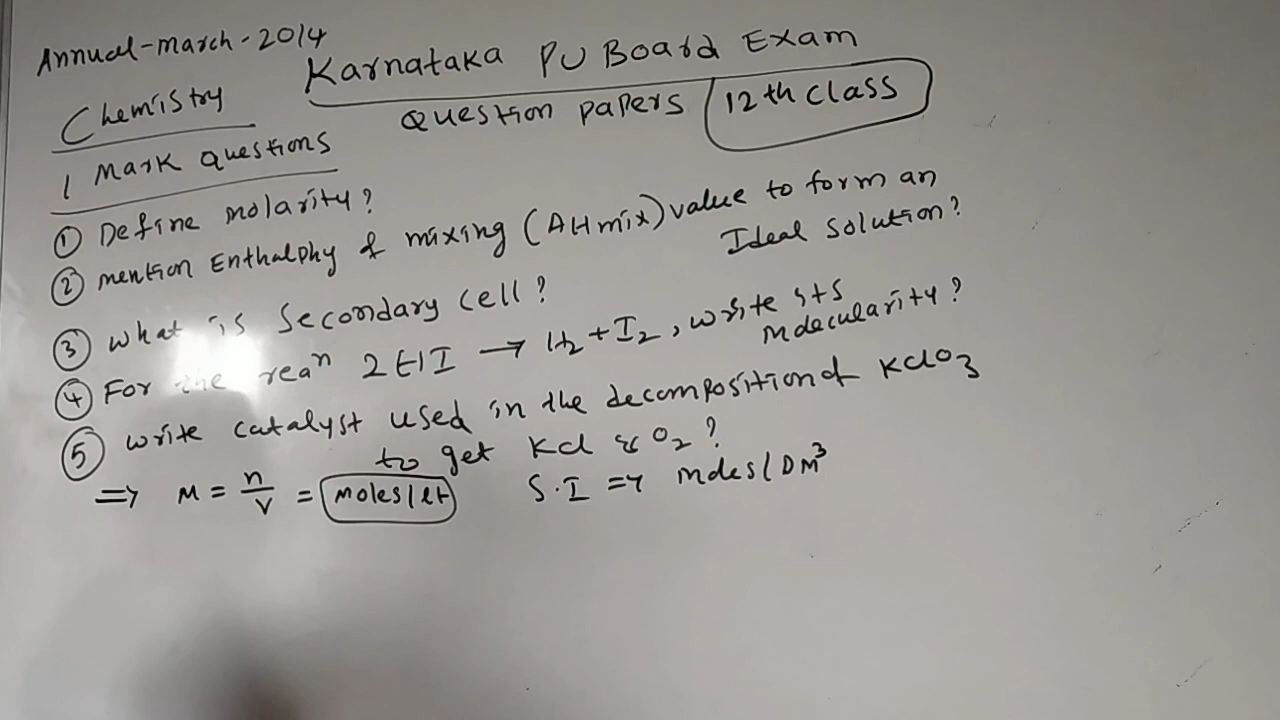 Annual-March-2014
Karnataka PU Board Exam
Chemistry
Question papers 12th class
1 Mark questions
① Define molarity?
② mention Enthalphy of mixing (ΔHmix) value to form an
Ideal solution?
③ what is Secondary cell?
④ For the reaⁿ 2HI → H₂ + I₂, write its
molecularity?
⑤ write catalyst used in the decomposition of KClO₃
to get KCl & O₂?
=> M = n/v = moles/lt S.I => moles/DM³